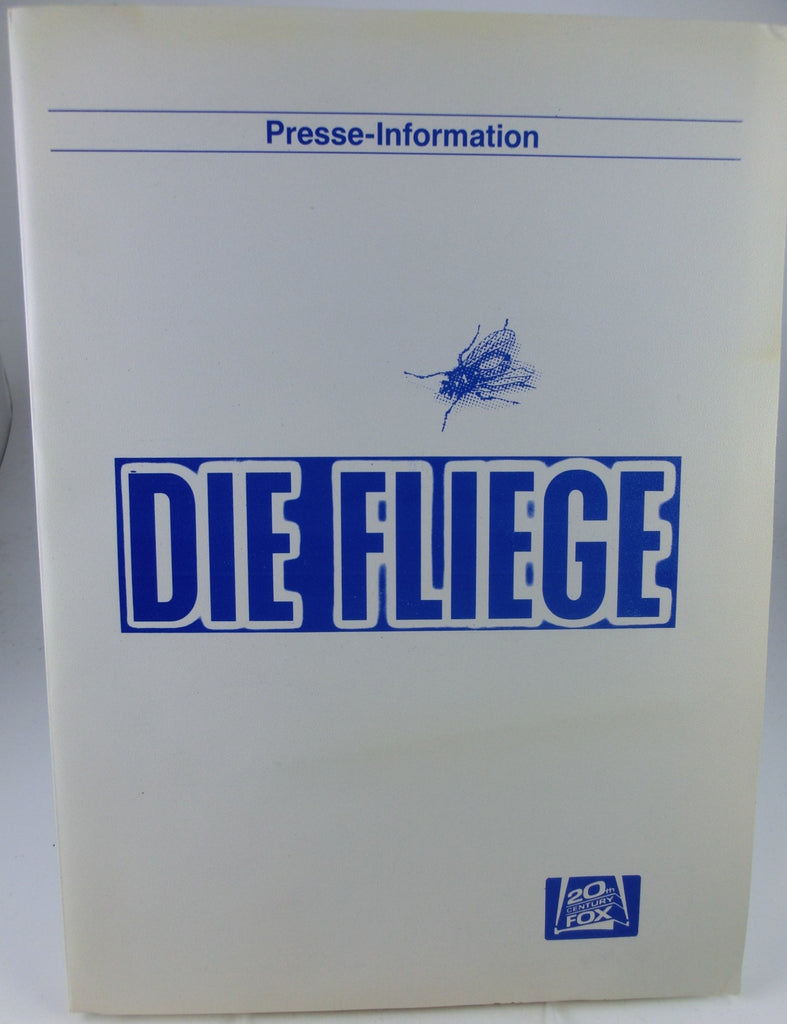 Presse-Information
DIE FLIEGE
20th
CENTURY
FOX